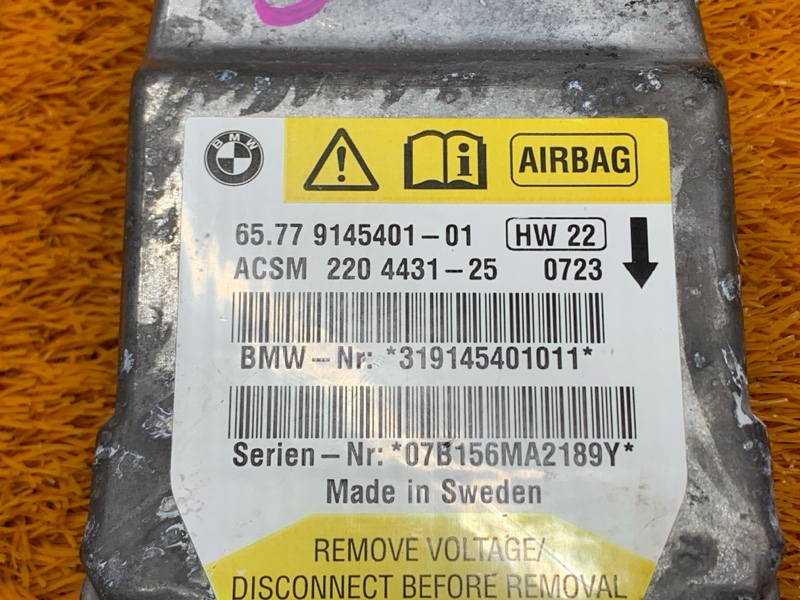 BMW
AIRBAG
65.77 9145401-01 HW 22
ACSM 220 4431-25 0723
BMW-Nr: *319145401011*
Serien-Nr: *07B156MA2189Y*
Made in Sweden
REMOVE VOLTAGE/
DISCONNECT BEFORE REMOVAL